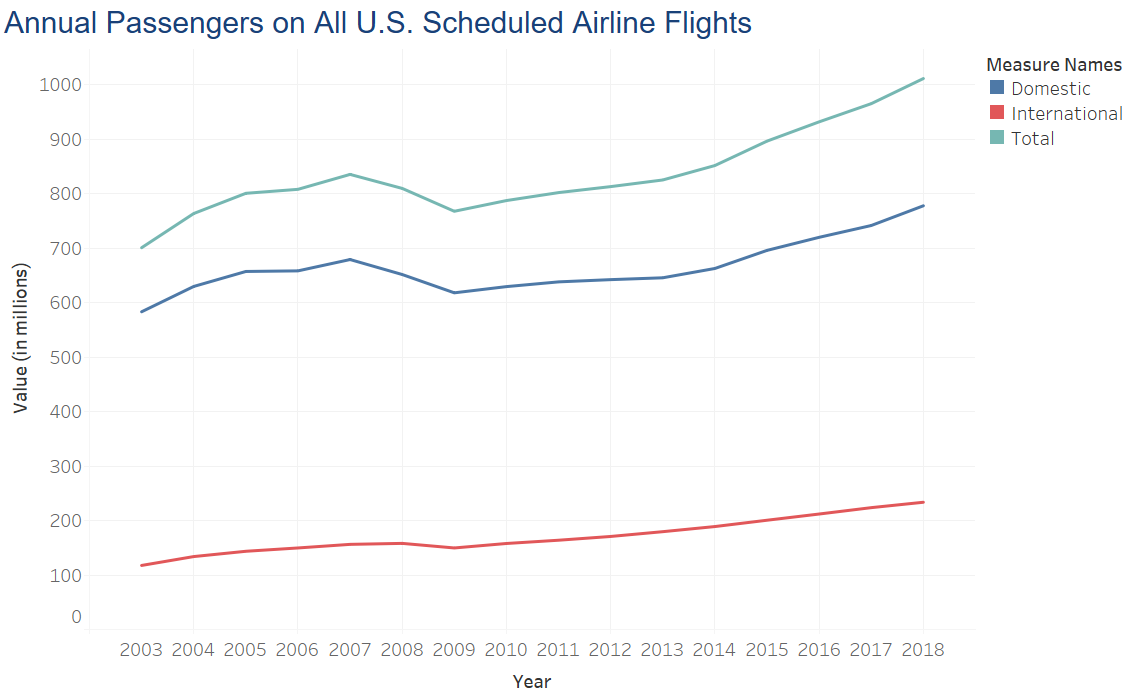 Annual Passengers on All U.S. Scheduled Airline Flights
Measure Names
Domestic
International
Total
Value (in millions)
1000
900
800
700
600
500
400
300
200
100
0
2003 2004 2005 2006 2007 2008 2009 2010 2011 2012 2013 2014 2015 2016 2017 2018
Year